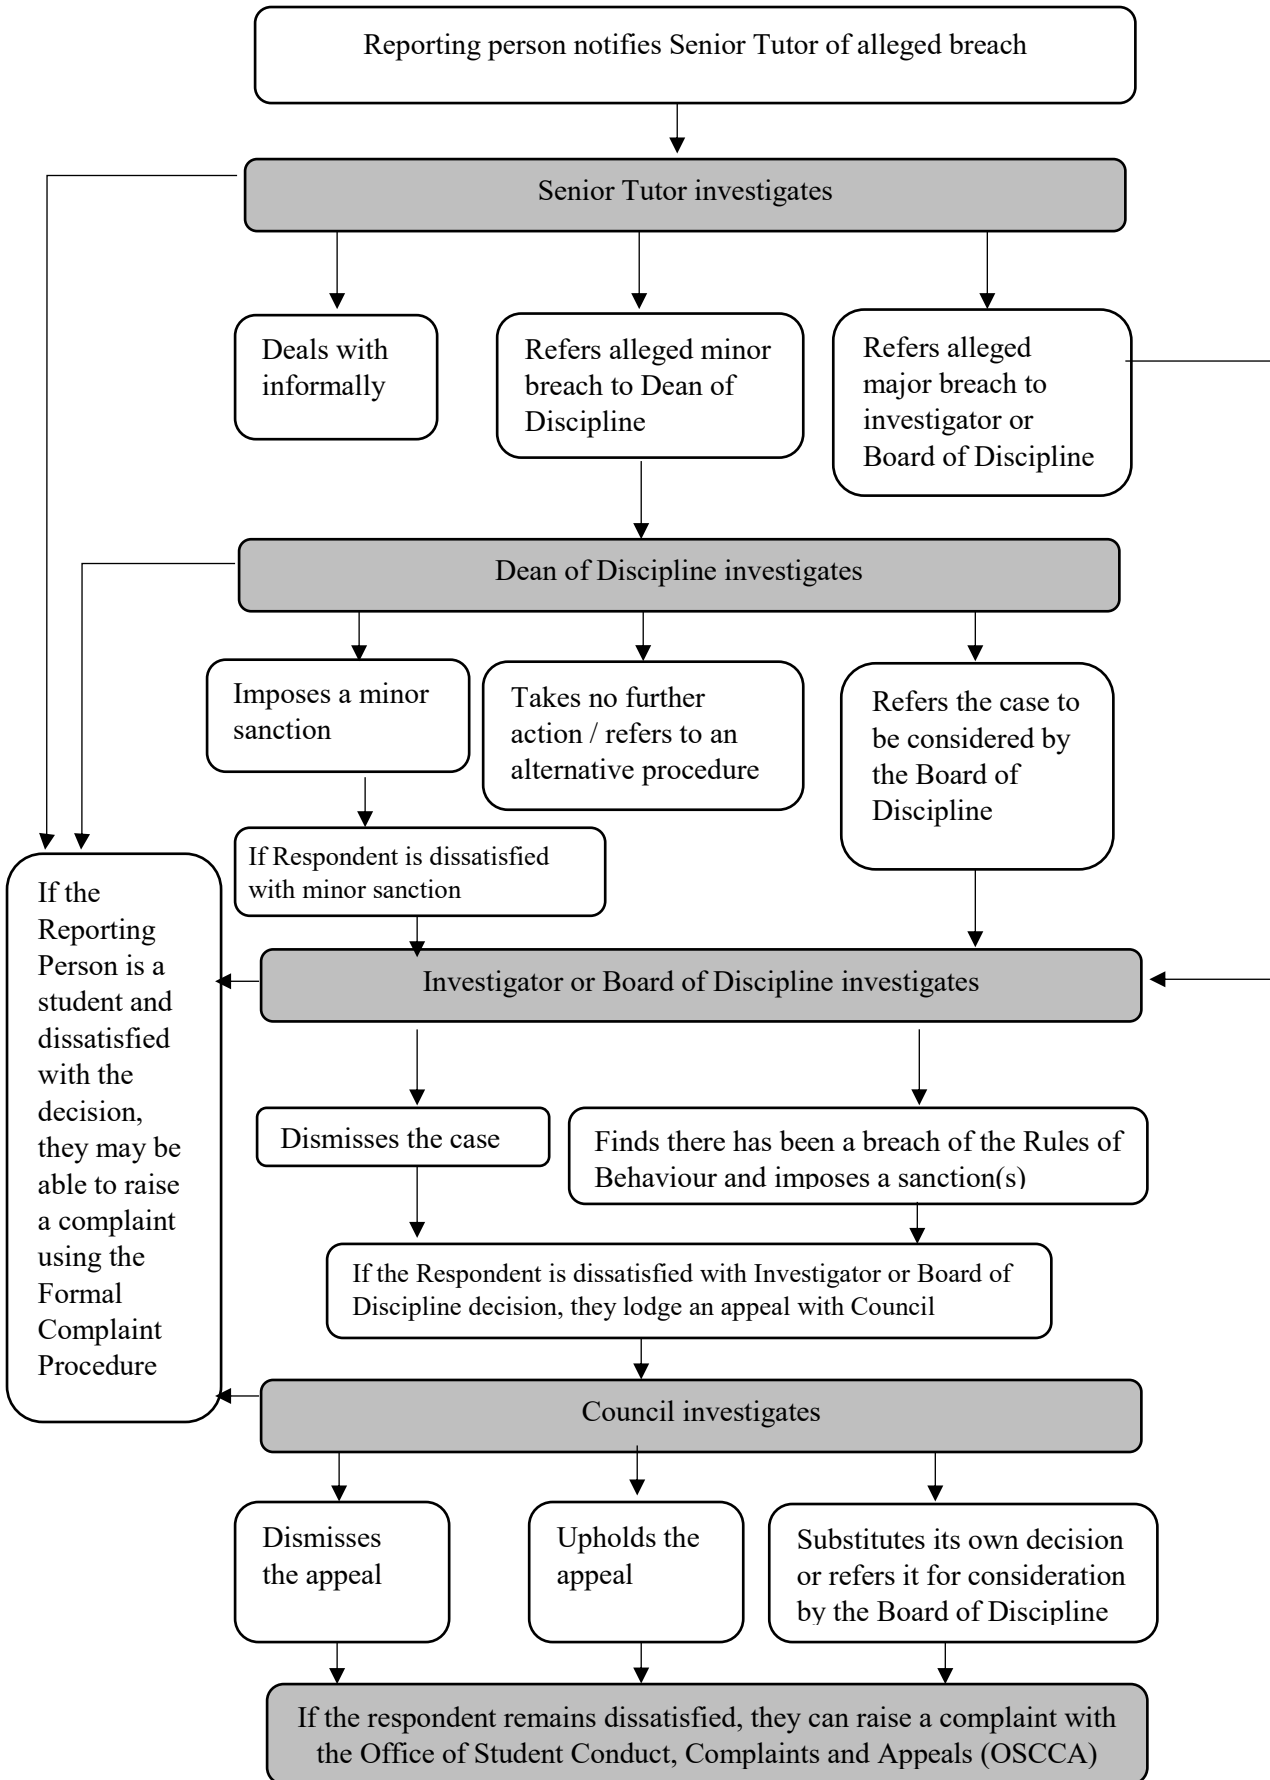 Reporting person notifies Senior Tutor of alleged breach
Senior Tutor investigates
Deals with
informally
Refers alleged minor
breach to Dean of
Discipline
Refers alleged
major breach to
investigator or
Board of Discipline
Dean of Discipline investigates
Imposes a minor
sanction
Takes no further
action / refers to an
alternative procedure
Refers the case to
be considered by
the Board of
Discipline
If Respondent is dissatisfied
with minor sanction
If the
Reporting
Person is a
student and
dissatisfied
with the
decision,
they may be
able to raise
a complaint
using the
Formal
Complaint
Procedure
Investigator or Board of Discipline investigates
Dismisses the case
Finds there has been a breach of the Rules of
Behaviour and imposes a sanction(s)
If the Respondent is dissatisfied with Investigator or Board of
Discipline decision, they lodge an appeal with Council
Council investigates
Dismisses
the appeal
Upholds the
appeal
Substitutes its own decision
or refers it for consideration
by the Board of Discipline
If the respondent remains dissatisfied, they can raise a complaint with
the Office of Student Conduct, Complaints and Appeals (OSCCA)